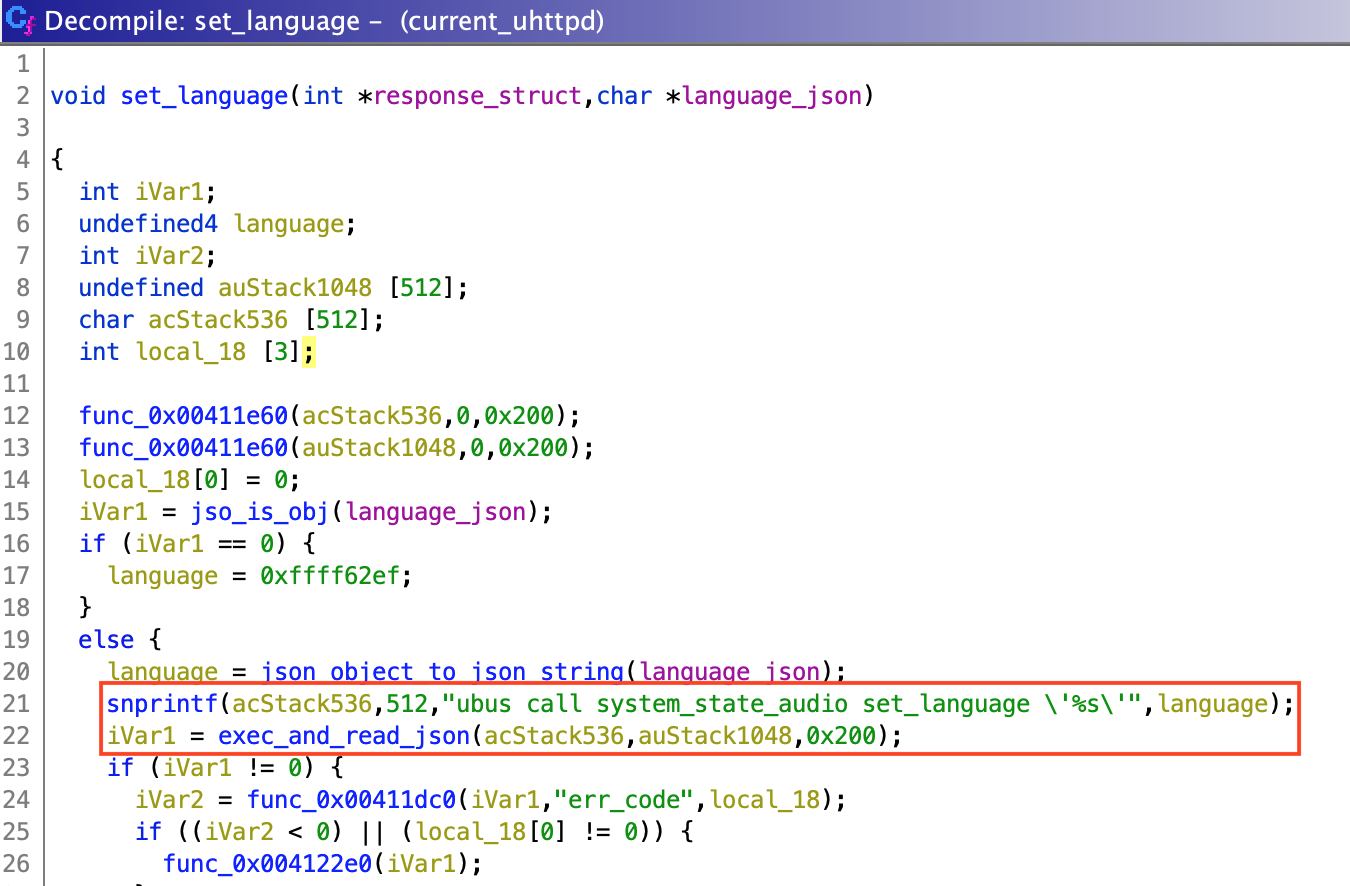 Decompile: set_language – (current_uhttpd)
1
2 void set_language(int *response_struct,char *language_json)
3
4 {
5 int iVar1;
6 undefined4 language;
7 int iVar2;
8 undefined auStack1048 [512];
9 char acStack536 [512];
10 int local_18 [3];
11
12 func_0x00411e60(acStack536,0,0x200);
13 func_0x00411e60(auStack1048,0,0x200);
14 local_18[0] = 0;
15 iVar1 = jso_is_obj(language_json);
16 if (iVar1 == 0) {
17 language = 0xffff62ef;
18 }
19 else {
20 language = json_object_to_json_string(language_json);
21 snprintf(acStack536,512,"ubus call system_state_audio set_language \'%s\'",language);
22 iVar1 = exec_and_read_json(acStack536,auStack1048,0x200);
23 if (iVar1 != 0) {
24 iVar2 = func_0x00411dc0(iVar1,"err_code",local_18);
25 if ((iVar2 < 0) || (local_18[0] != 0)) {
26 func_0x004122e0(iVar1);